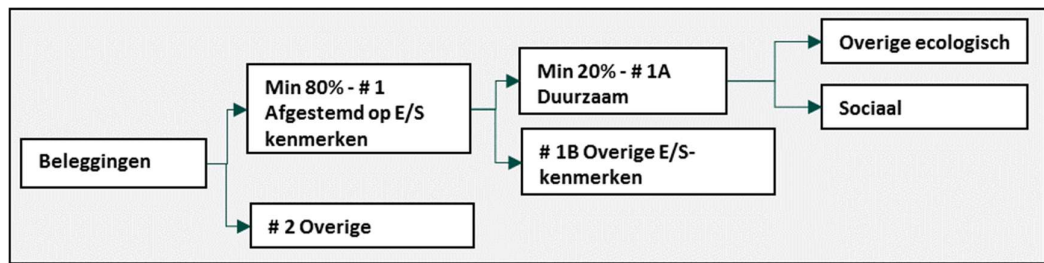 Beleggingen
Min 80% - # 1
Afgestemd op E/S
kenmerken
# 2 Overige
Min 20% - # 1A
Duurzaam
# 1B Overige E/S-
kenmerken
Overige ecologisch
Sociaal